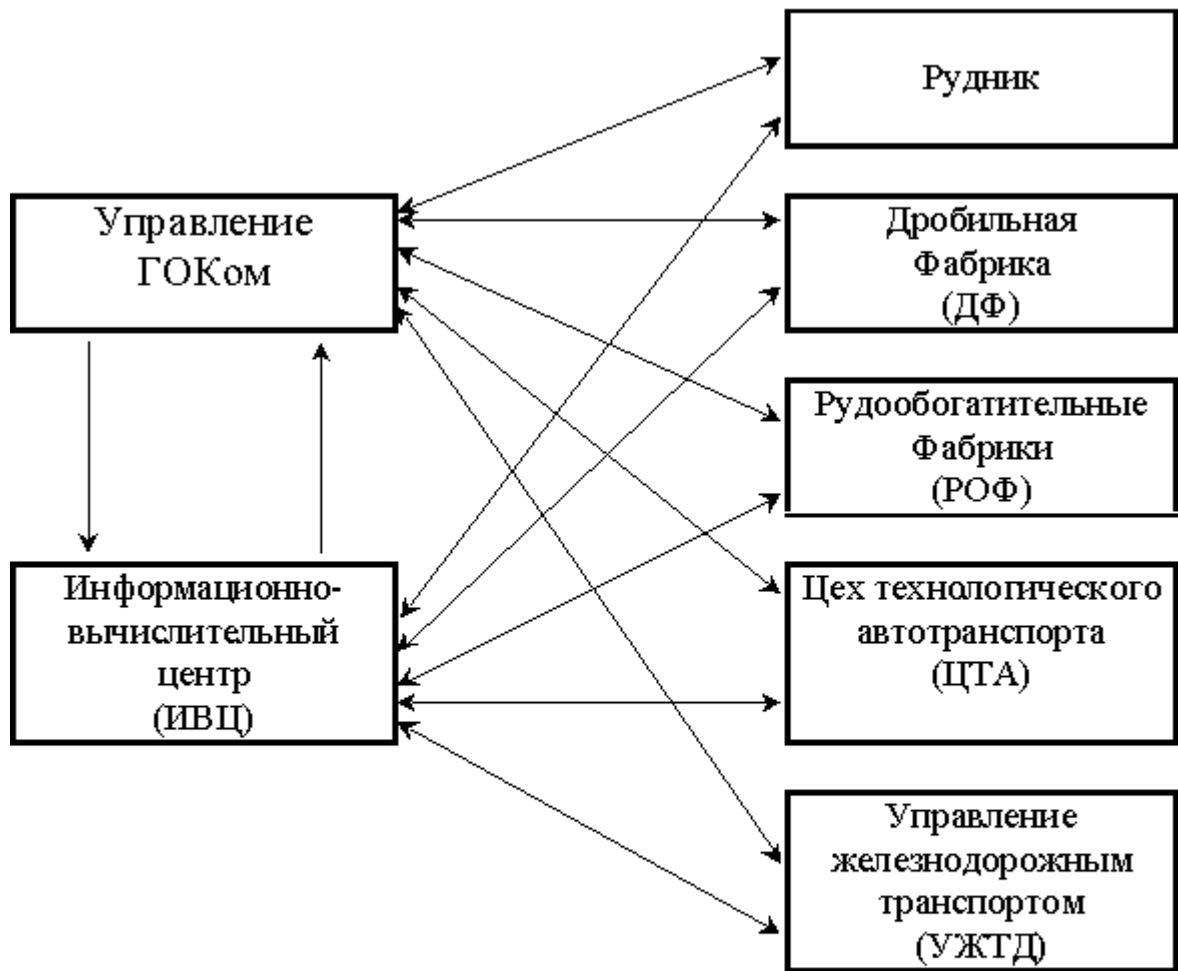 Рудник
Управление
ГОКом
Дробильная
Фабрика
(ДФ)
Рудообогатительные
Фабрики
(РОФ)
Информационно-
вычислительный
центр
(ИВЦ)
Цех технологического
автотранспорта
(ЦТА)
Управление
железнодорожным
транспортом
(УЖТД)